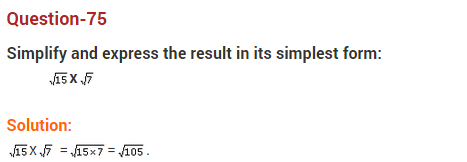 Question-75
Simplify and express the result in its simplest form:
√15 X √7
Solution:
√15 X √7 = √15×7 = √105 .